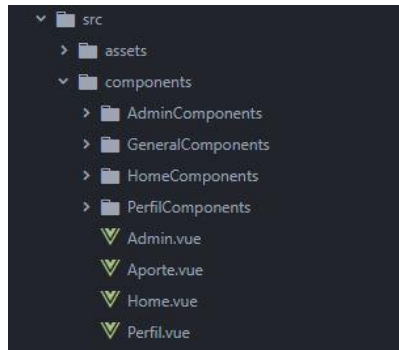 src
assets
components
AdminComponents
GeneralComponents
HomeComponents
PerfilComponents
Admin.vue
Aporte.vue
Home.vue
Perfil.vue